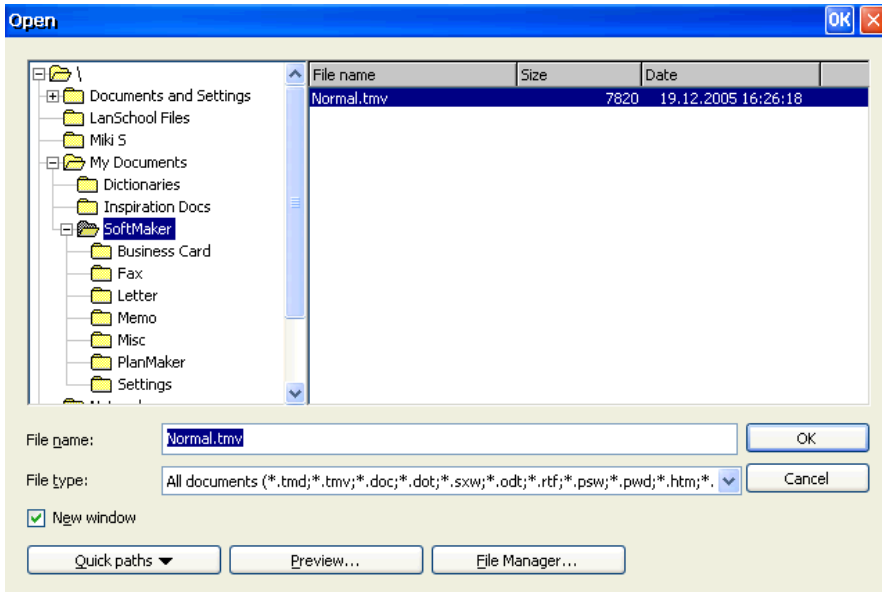 Open
OK
\
Documents and Settings
LanSchool Files
Miki S
My Documents
Dictionaries
Inspiration Docs
SoftMaker
Business Card
Fax
Letter
Memo
Misc
PlanMaker
Settings
File name Size Date
Normal.tmv 7820 19.12.2005 16:26:18
File name: Normal.tmv OK
File type: All documents (*.tmd;*.tmv;*.doc;*.dot;*.sxw;*.odt;*.rtf;*.psw;*.pwd;*.htm;*. Cancel
New window
Quick paths Preview... File Manager...